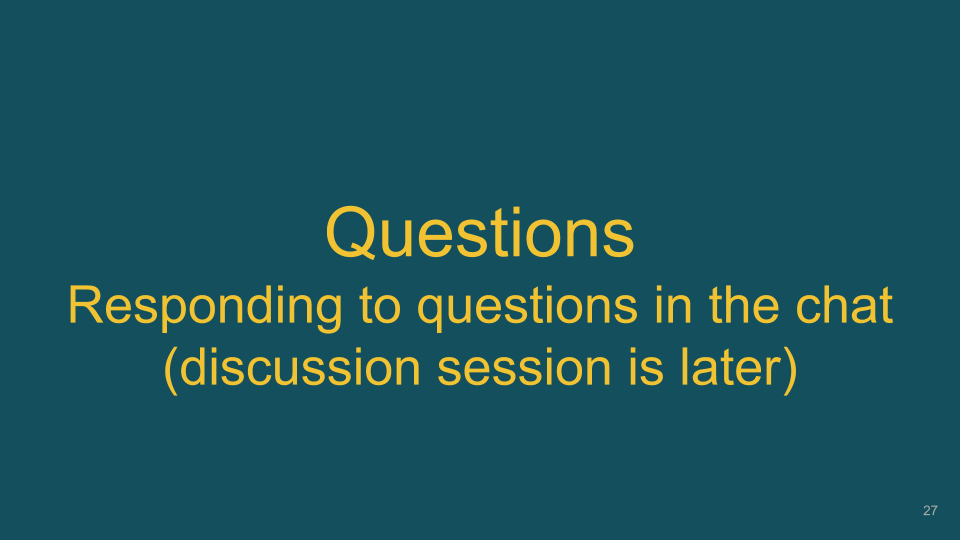 Questions
Responding to questions in the chat
(discussion session is later)
27